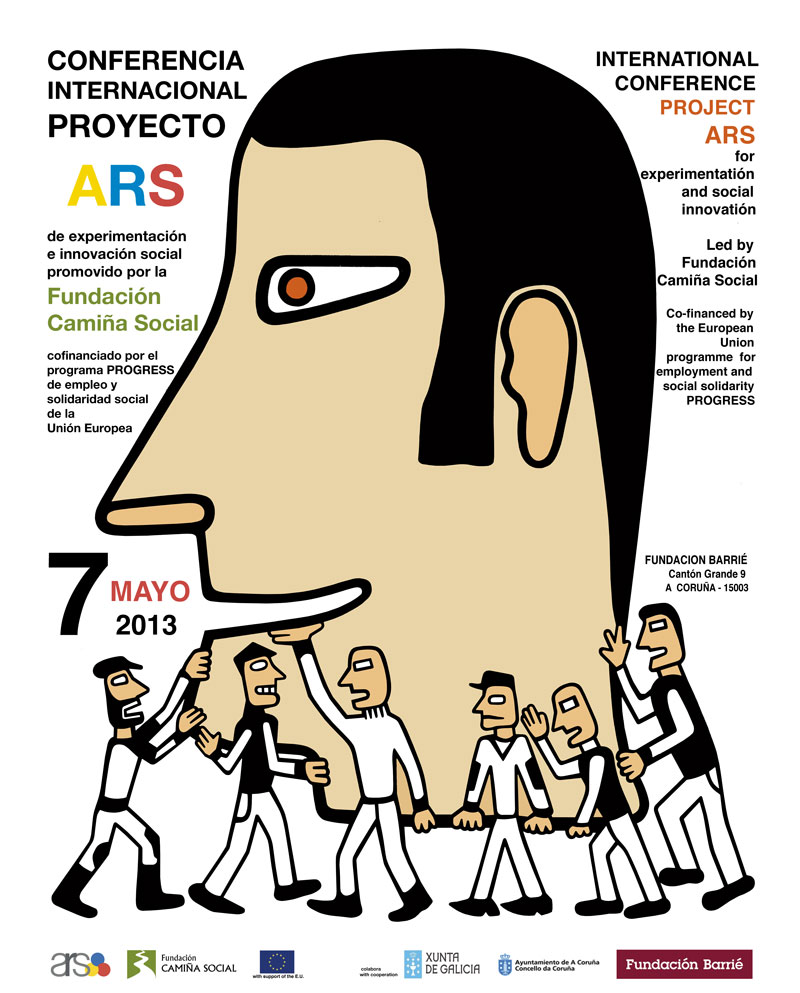 CONFERENCIA
INTERNACIONAL
PROYECTO
ARS
de experimentación
e innovación social
promovido por la
Fundación
Camiña Social
cofinanciado por el
programa PROGRESS
de empleo y
solidaridad social
de la
Unión Europea
INTERNATIONAL
CONFERENCE
PROJECT
ARS
for
experimentatión
and social
innovatión
Led by
Fundación
Camiña Social
Co-financed by
the European
Union
programme for
employment and
social solidarity
PROGRESS
7 MAYO
2013
FUNDACION BARRIÉ
Cantón Grande 9
A CORUÑA - 15003
ars
Fundación
CAMIÑA SOCIAL
with support of the E.U.
colabora
with cooperation
XUNTA
DE GALICIA
Ayuntamiento de A Coruña
Concello da Coruña
Fundación Barrié